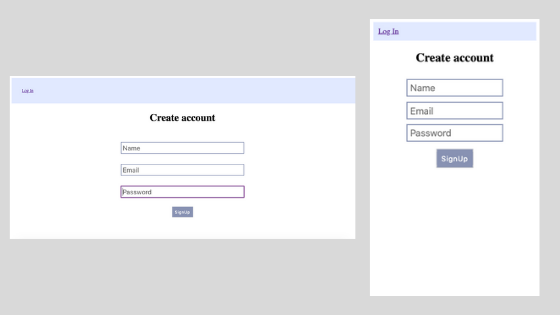 Log In
Create account
Name
Email
Password
SignUp
Log In
Create account
Name
Email
Password
SignUp